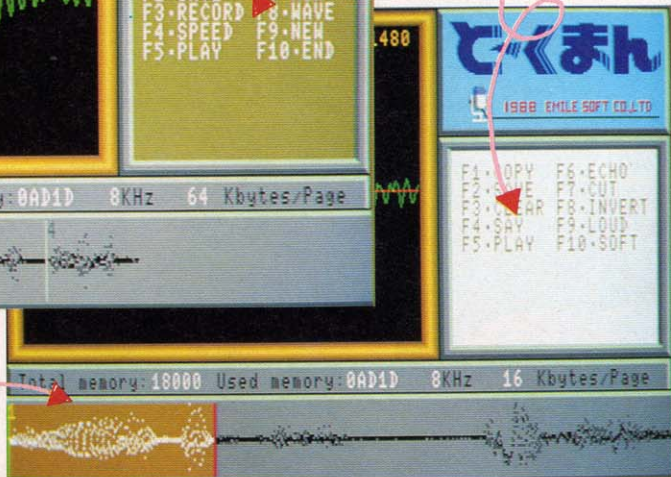 F3・RECORD F8・WAVE
F4・SPEED F9・NEW
F5・PLAY F10・END
:0AD1D 8KHz 64 Kbytes/Page
4
1480
とくまん
1988 EMILE SOFT CO.,LTD
F1・COPY F6・ECHO
F2・ F7・CUT
F3・CLEAR F8・INVERT
F4・SAY F9・LOUD
F5・PLAY F10・SOFT
Total memory:18000 Used memory:0AD1D 8KHz 16 Kbytes/Page